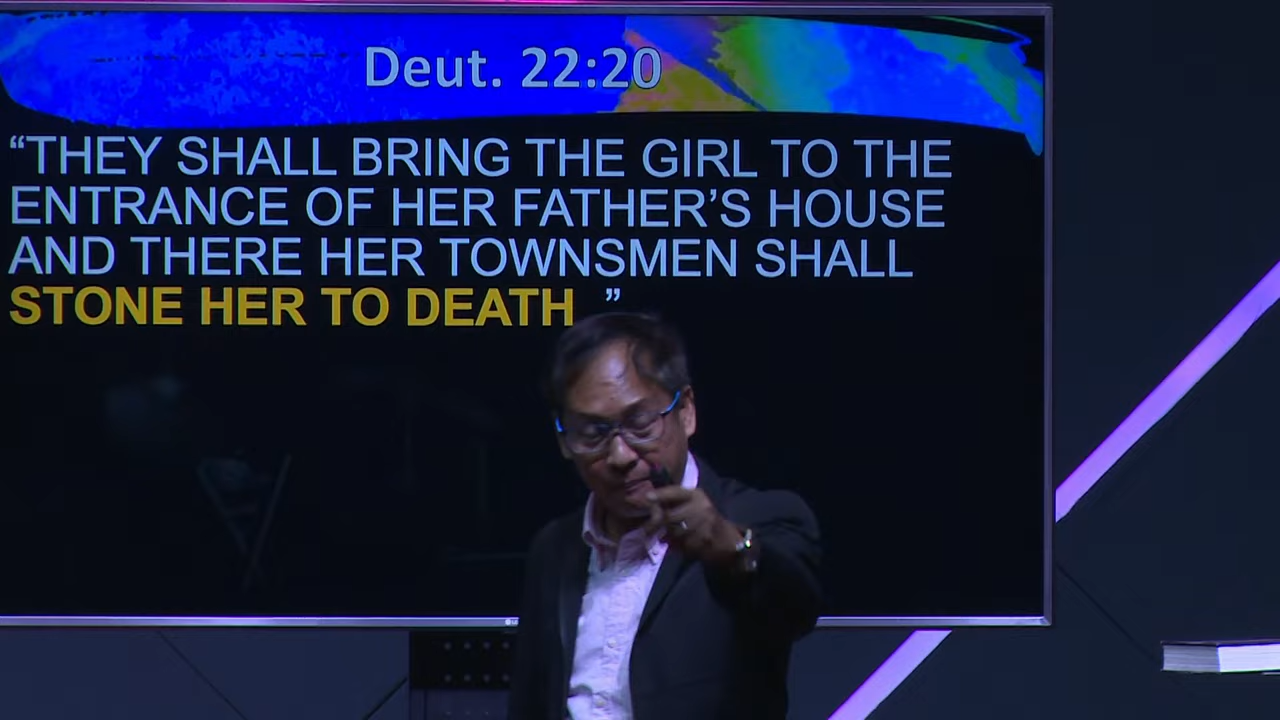 Deut. 22:20
“THEY SHALL BRING THE GIRL TO THE
ENTRANCE OF HER FATHER’S HOUSE
AND THERE HER TOWNSMEN SHALL
STONE HER TO DEATH ”